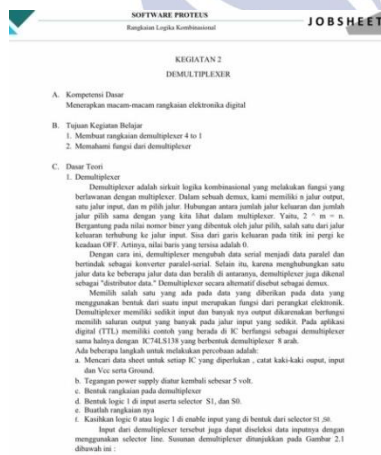 SOFTWARE PROTEUS
JOBSHEET
Rangkaian Logika Kombinasional
KEGIATAN 2
DEMULTIPLEXER
A. Kompetensi Dasar
Menerapkan macam-macam rangkaian elektronika digital
B. Tujuan Kegiatan Belajar
1. Membuat rangkaian demultiplexer 4 to 1
2. Memahami fungsi dari demultiplexer
C. Dasar Teori
1. Demultiplexer
Demultiplexer adalah sirkuit logika kombinasional yang melakukan fungsi yang
berlawanan dengan multiplexer. Dalam sebuah demux, kami memiliki n jalur output,
satu jalur input, dan m pilih jalur. Hubungan antara jumlah jalur keluaran dan jumlah
jalur pilih sama dengan yang kita lihat dalam multiplexer. Yaitu, 2 ^ m = n.
Bergantung pada nilai nomor biner yang dibentuk oleh jalur pilih, salah satu dari jalur
keluaran terhubung ke jalur input. Sisa dari garis keluaran pada titik ini pergi ke
keadaan OFF. Artinya, nilai baris yang tersisa adalah 0.
Dengan cara ini, demultiplexer mengubah data serial menjadi data paralel dan
bertindak sebagai konverter paralel-serial. Selain itu, karena menghubungkan satu
jalur data ke beberapa jalur data dan beralih di antaranya, demultiplexer juga dikenal
sebagai "distributor data." Demultiplexer secara alternatif disebut sebagai demux.
Memilih salah satu yang ada pada data yang diberikan pada data yang
menggunakan bentuk dari suatu input merupakan fungsi dari perangkat elektronik.
Demultiplexer memiliki sedikit input dan banyak nya output dikarenakan berfungsi
memilih saluran output yang banyak pada jalur input yang sedikit. Pada aplikasi
digital (TTL) memiliki contoh yang berada di IC berfungsi sebagai demultiplexer
sama halnya dengan IC74LS138 yang berbentuk demultiplexer 8 arah.
Ada beberapa langkah untuk melakukan percobaan adalah:
a. Mencari data sheet untuk setiap IC yang diperlukan , catat kaki-kaki ouput, input
dan Vcc serta Ground.
b. Tegangan power supply diatur kembali sebesar 5 volt.
c. Bentuk rangkaian pada demultiplexer
d. Bentuk logic 1 di input aserta selector S1, dan S0.
e. Buatlah rangkaian nya
f. Kasihkan logic 0 atau logic 1 di enable input yang di bentuk dari selector S1 ,S0.
Input dari demultiplexer tersebut juga dapat diseleksi data inputnya dengan
menggunakan selector line. Susunan demultiplexer ditunjukkan pada Gambar 2.1
dibawah ini :